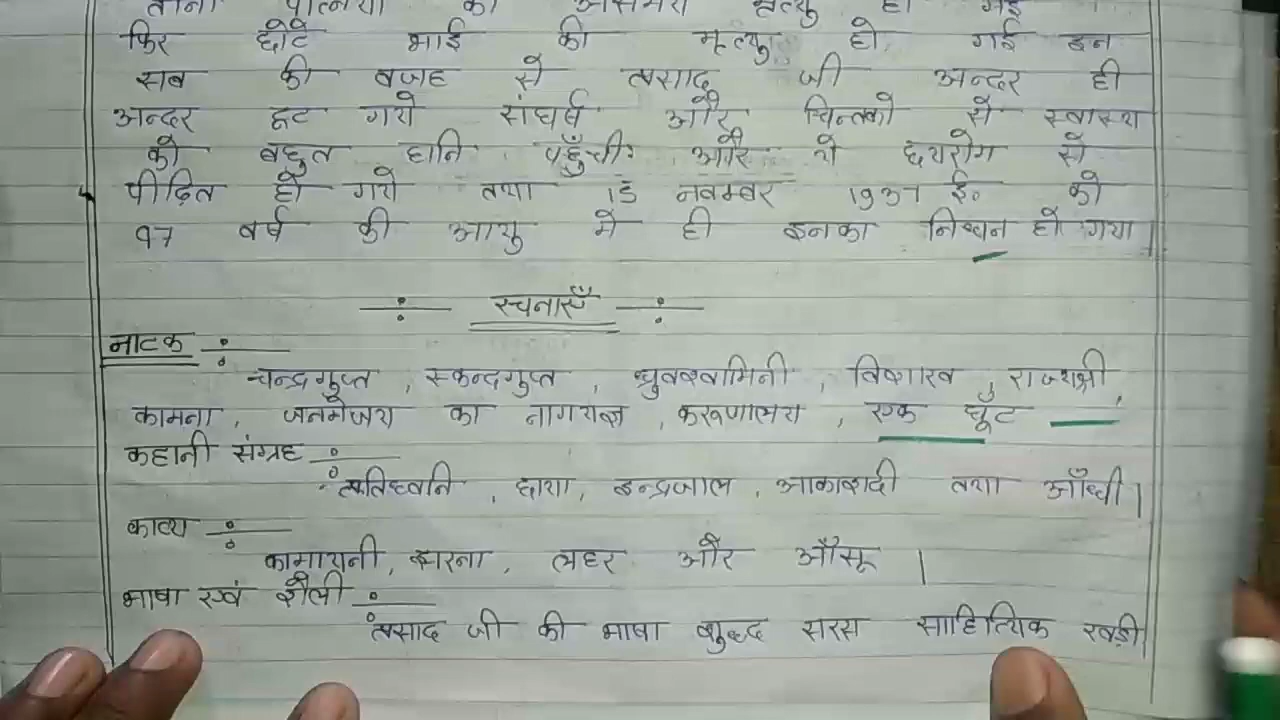 फिर छोटे भाई की मृत्यु हो गई इन
सब की वजह से प्रसाद जी अन्दर ही
अन्दर टूट गये संघर्ष और चिन्तको से स्वास्थ
को बहुत हानि पहुँची और ये क्षयरोग से
पीढ़ित हो गये तथा 15 नवम्बर 1937 ई० को
47 वर्ष की आयु मे ही इनका निधन हो गया।
रचनाएँ
नाटक :-
चन्द्रगुप्त , स्कन्दगुप्त , ध्रुवस्वामिनी , विशाख , राज्यश्री,
कामना , जनमेजय का नागयज्ञ , करूणालय , एक घूँट
कहानी संग्रह :-
प्रतिध्वनि , छाया , इन्द्रजाल , आकाशदी तथा आँधी।
काव्य :-
कामायनी , झरना , लहर और आँसू ।
भाषा एवं शैली :-
प्रसाद जी की भाषा शुद्ध सरस साहित्यिक खड़ी